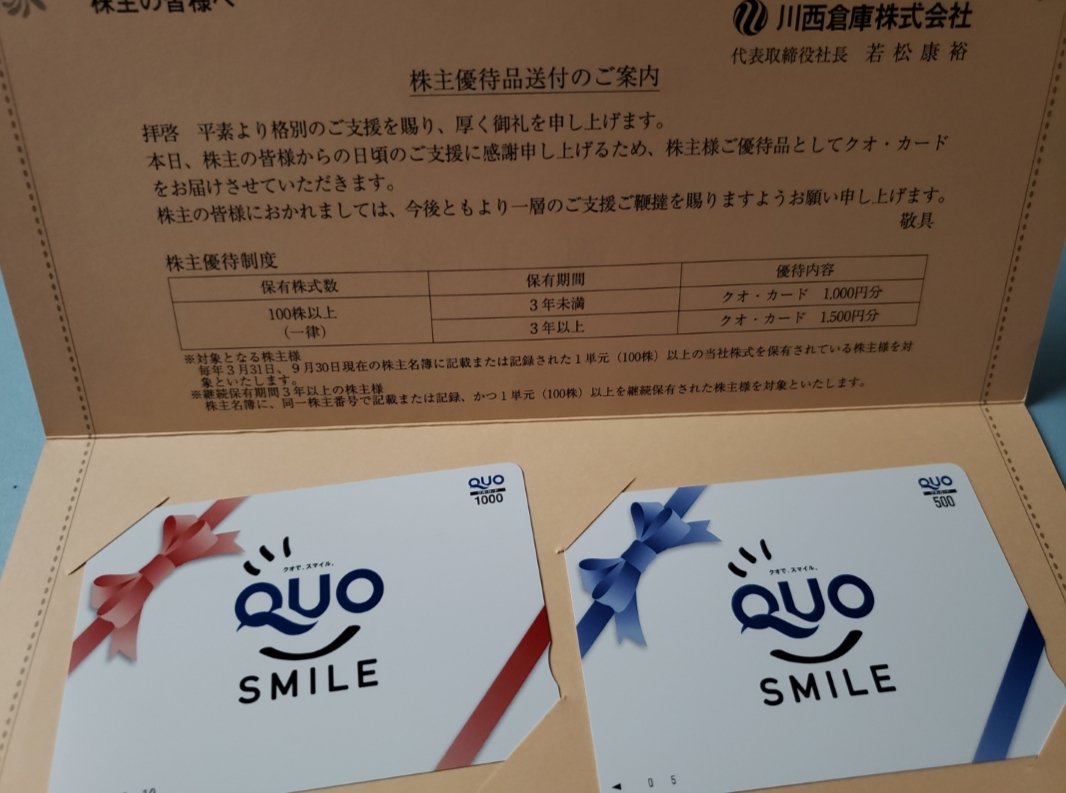 株主の皆様へ
川西倉庫株式会社
代表取締役社長 若松康裕
株主優待品送付のご案内
拝啓 平素より格別のご支援を賜り、厚く御礼を申し上げます。
本日、株主の皆様からの日頃のご支援に感謝申し上げるため、株主様ご優待品としてクオ・カード
をお届けさせていただきます。
株主の皆様におかれましては、今後ともより一層のご支援ご鞭撻を賜りますようお願い申し上げます。
敬具
株主優待制度
保有株式数 保有期間 優待内容
100株以上
(一律)
3年未満 クオ・カード 1,000円分
3年以上 クオ・カード 1,500円分
※対象となる株主様
毎年3月31日、9月30日現在の株主名簿に記載または記録された1単元(100株)以上の当社株式を保有されている株主様を対
象といたします。
※継続保有期間3年以上の株主様
株主名簿に、同一株主番号で記載または記録、かつ1単元(100株)以上を継続保有された株主様を対象といたします。
QUO
クオ・カード
1000
クオで、スマイル。
QUO
SMILE
10
QUO
クオ・カード
500
クオで、スマイル。
QUO
SMILE
◀ 0 5